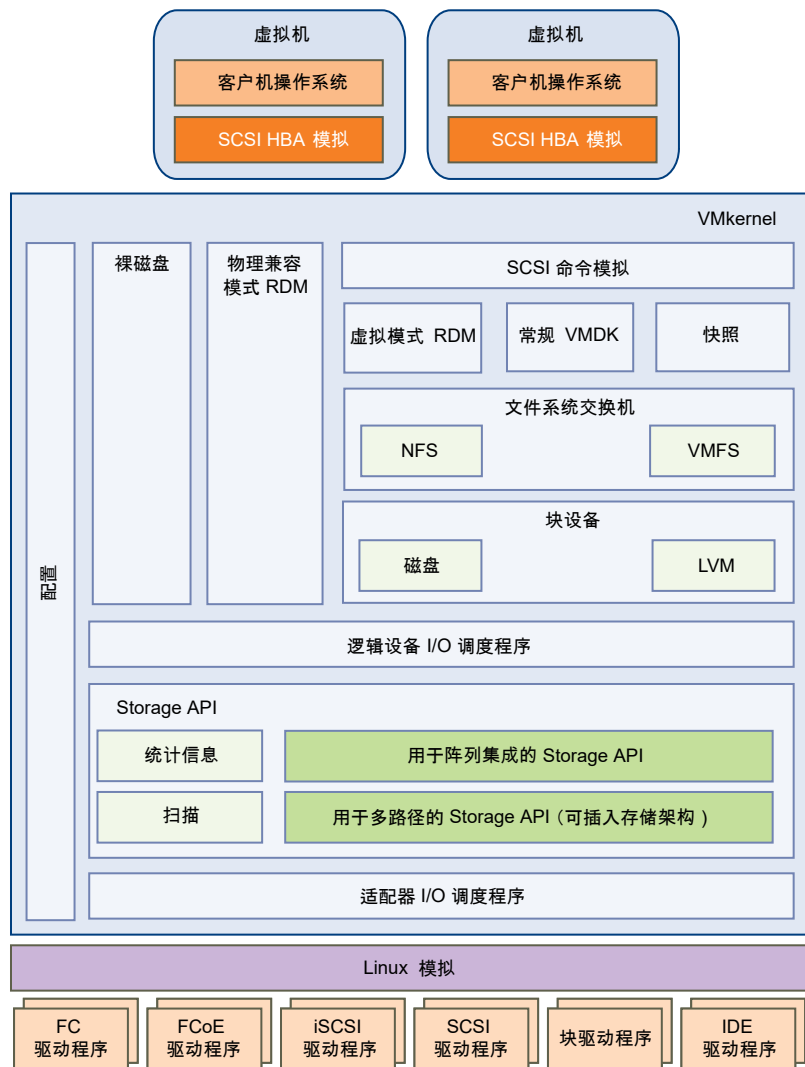 虚拟机
客户机操作系统
SCSI HBA 模拟
虚拟机
客户机操作系统
SCSI HBA 模拟
VMkernel
配置
裸磁盘
物理兼容
模式 RDM
SCSI 命令模拟
虚拟模式 RDM
常规 VMDK
快照
文件系统交换机
NFS
VMFS
块设备
磁盘
LVM
逻辑设备 I/O 调度程序
Storage API
统计信息
用于阵列集成的 Storage API
扫描
用于多路径的 Storage API（可插入存储架构）
适配器 I/O 调度程序
Linux 模拟
FC
驱动程序
FCoE
驱动程序
iSCSI
驱动程序
SCSI
驱动程序
块驱动程序
IDE
驱动程序